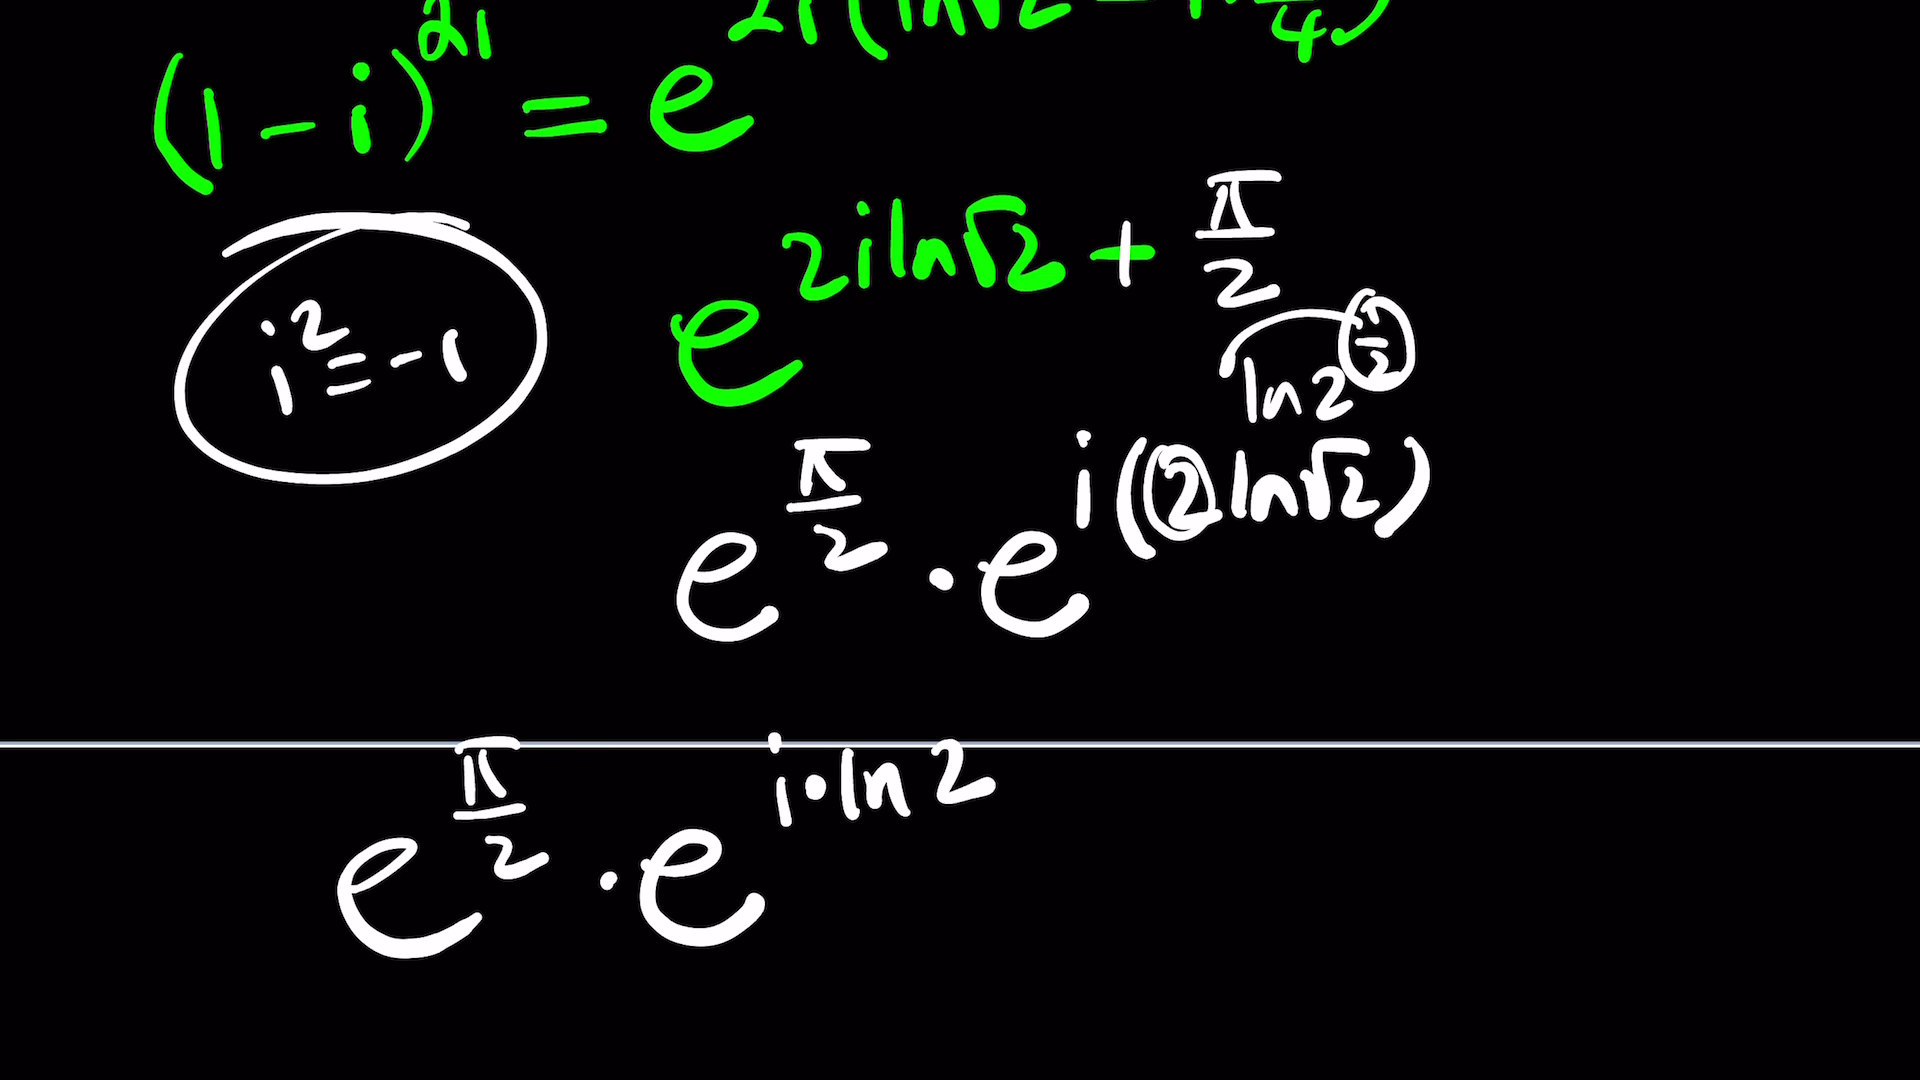 (1-i)^{2i} = e^{2i(ln√2 - i·π/4)}
e^{2i ln√2 + π/2}
i² = -1
ln 2^{1/2}
e^{π/2} · e^{i(2 ln√2)}
e^{π/2} · e^{i·ln 2}